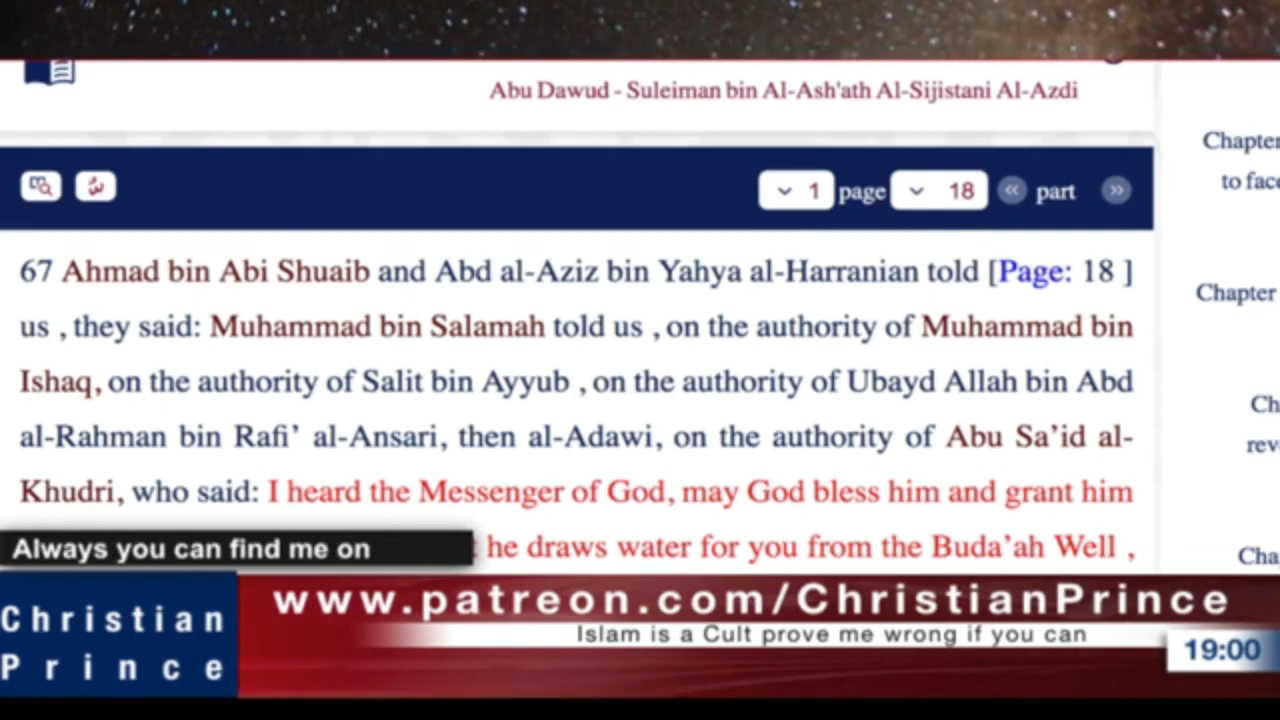 Abu Dawud - Suleiman bin Al-Ash'ath Al-Sijistani Al-Azdi
1 page 18 part
67 Ahmad bin Abi Shuaib and Abd al-Aziz bin Yahya al-Harranian told [Page: 18 ]
us , they said: Muhammad bin Salamah told us , on the authority of Muhammad bin
Ishaq, on the authority of Salit bin Ayyub , on the authority of Ubayd Allah bin Abd
al-Rahman bin Rafi’ al-Ansari, then al-Adawi, on the authority of Abu Sa’id al-
Khudri, who said: I heard the Messenger of God, may God bless him and grant him
he draws water for you from the Buda’ah Well ,
Chapter
to face
Chapter
Ch
reve
Cha
Always you can find me on
Christian
Prince
www.patreon.com/ChristianPrince
Islam is a Cult prove me wrong if you can
19:00